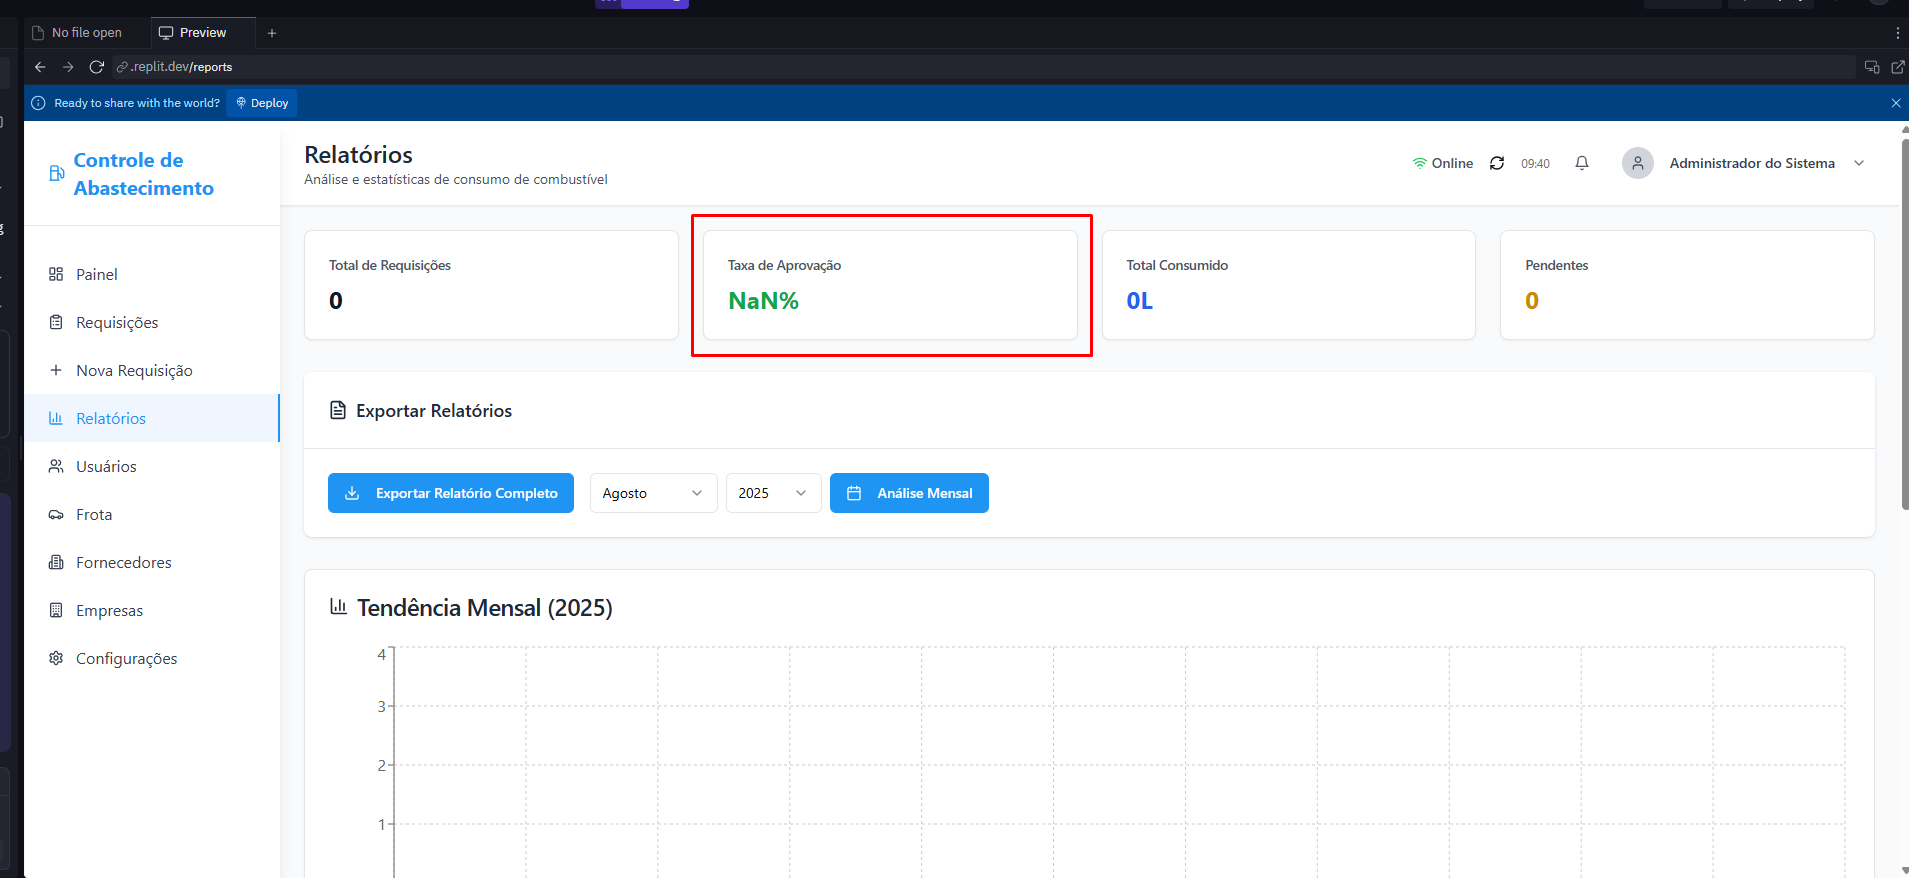 No file open
Preview
.replit.dev/reports
Ready to share with the world?
Deploy
Controle de
Abastecimento
Relatórios
Análise e estatísticas de consumo de combustível
Online
09:40
Administrador do Sistema
Painel
Requisições
Nova Requisição
Relatórios
Usuários
Frota
Fornecedores
Empresas
Configurações
Total de Requisições
0
Taxa de Aprovação
NaN%
Total Consumido
0L
Pendentes
0
Exportar Relatórios
Exportar Relatório Completo
Agosto
2025
Análise Mensal
Tendência Mensal (2025)
4
3
2
1